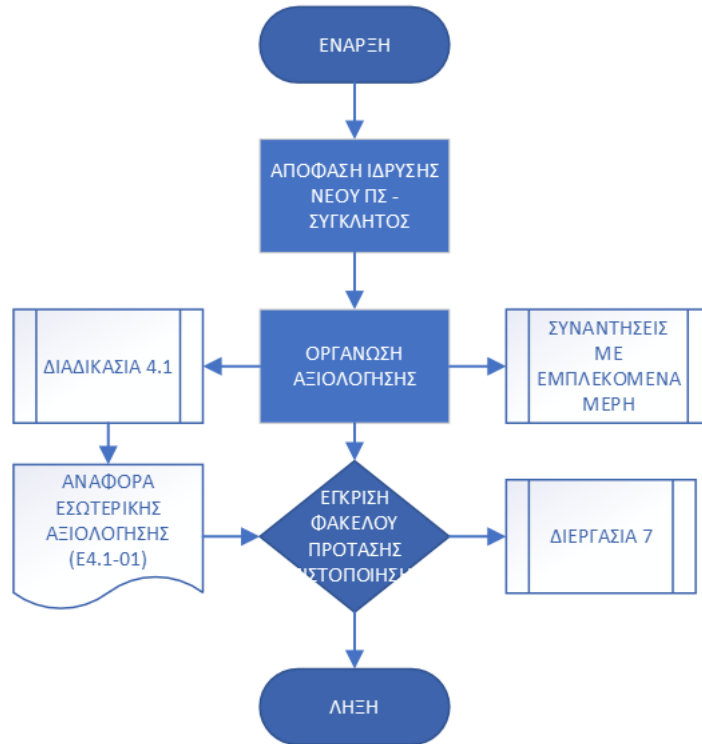 ΕΝΑΡΞΗ
ΑΠΟΦΑΣΗ ΙΔΡΥΣΗΣ
ΝΕΟΥ ΠΣ -
ΣΥΓΚΛΗΤΟΣ
ΔΙΑΔΙΚΑΣΙΑ 4.1
ΟΡΓΑΝΩΣΗ
ΑΞΙΟΛΟΓΗΣΗΣ
ΣΥΝΑΝΤΗΣΕΙΣ
ΜΕ
ΕΜΠΛΕΚΟΜΕΝΑ
ΜΕΡΗ
ΑΝΑΦΟΡΑ
ΕΣΩΤΕΡΙΚΗΣ
ΑΞΙΟΛΟΓΗΣΗΣ
(Ε4.1-01)
ΕΓΚΡΙΣΗ
ΦΑΚΕΛΟΥ
ΠΡΟΤΑΣΗΣ
ΙΣΤΟΠΟΙΗΣΗ
ΔΙΕΡΓΑΣΙΑ 7
ΛΗΞΗ